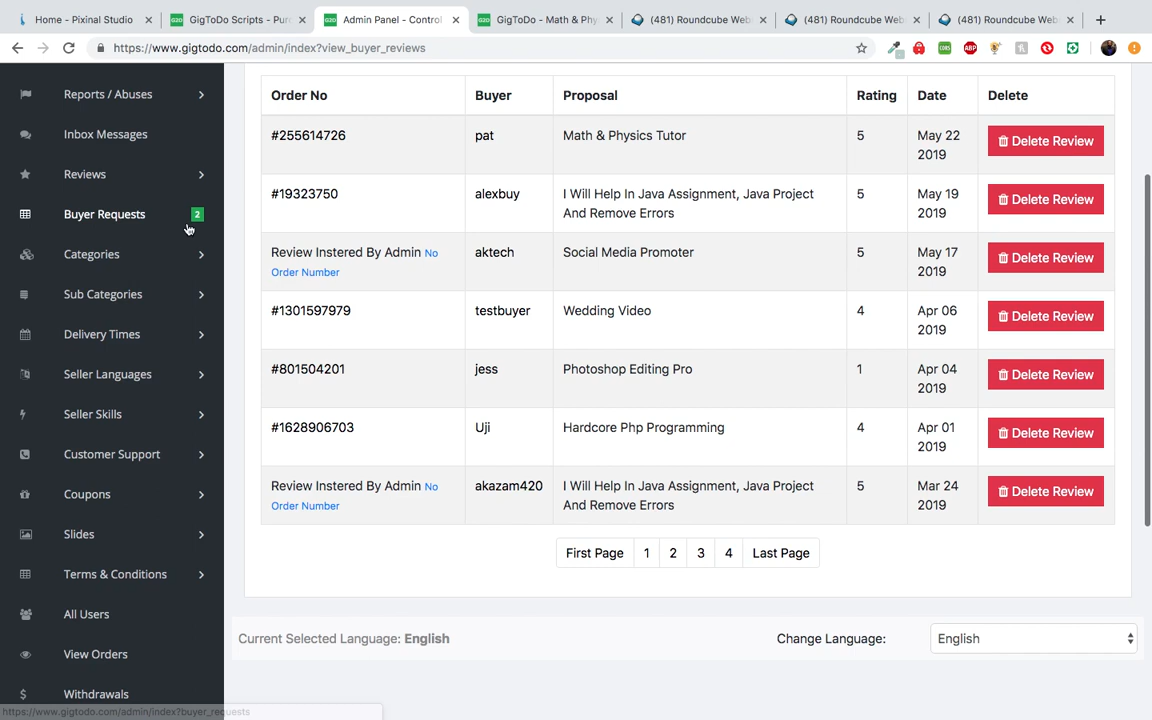 Home - Pixinal Studio
GigToDo Scripts - Pur
Admin Panel - Control
GigToDo - Math & Phy
(481) Roundcube Web
(481) Roundcube Web
(481) Roundcube Web
https://www.gigtodo.com/admin/index?view_buyer_reviews
Reports / Abuses
Inbox Messages
Reviews
Buyer Requests 2
Categories
Sub Categories
Delivery Times
Seller Languages
Seller Skills
Customer Support
Coupons
Slides
Terms & Conditions
All Users
View Orders
Withdrawals
https://www.gigtodo.com/admin/index?buyer_requests
Order No Buyer Proposal Rating Date Delete
#255614726 pat Math & Physics Tutor 5 May 22 Delete Review
2019
#19323750 alexbuy I Will Help In Java Assignment, Java Project 5 May 19 Delete Review
And Remove Errors 2019
Review Instered By Admin No aktech Social Media Promoter 5 May 17 Delete Review
Order Number 2019
#1301597979 testbuyer Wedding Video 4 Apr 06 Delete Review
2019
#801504201 jess Photoshop Editing Pro 1 Apr 04 Delete Review
2019
#1628906703 Uji Hardcore Php Programming 4 Apr 01 Delete Review
2019
Review Instered By Admin No akazam420 I Will Help In Java Assignment, Java Project 5 Mar 24 Delete Review
Order Number And Remove Errors 2019
First Page 1 2 3 4 Last Page
Current Selected Language: English Change Language: English